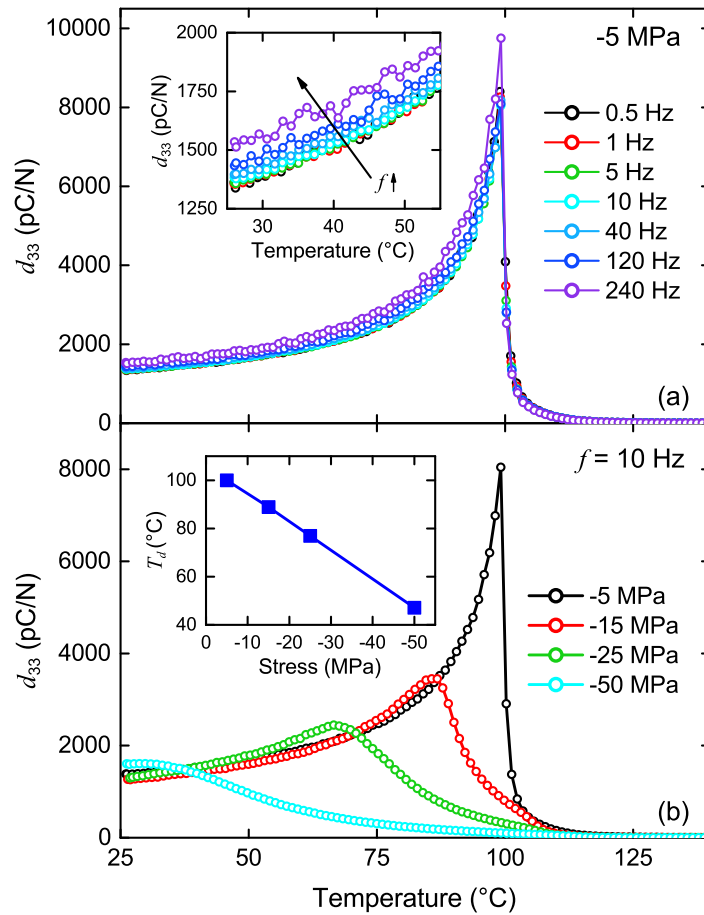 10000
8000
6000
4000
2000
0
d33 (pC/N)
-5 MPa
0.5 Hz
1 Hz
5 Hz
10 Hz
40 Hz
120 Hz
240 Hz
(a)
2000
1750
1500
1250
d33 (pC/N)
30 40 50
Temperature (°C)
f
8000
6000
4000
2000
0
d33 (pC/N)
f = 10 Hz
-5 MPa
-15 MPa
-25 MPa
-50 MPa
(b)
100
80
60
40
Td (°C)
0 -10 -20 -30 -40 -50
Stress (MPa)
25 50 75 100 125
Temperature (°C)